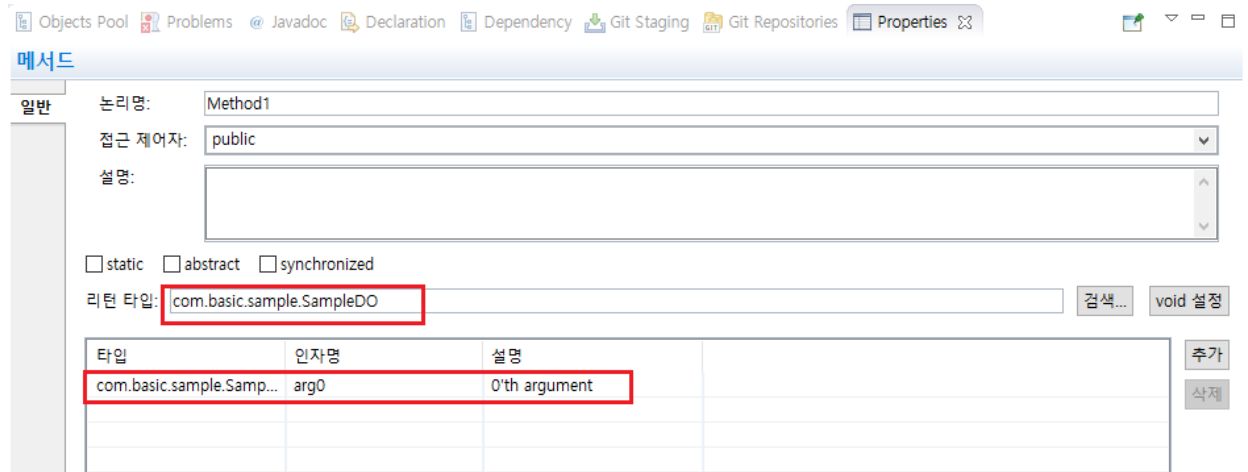 Objects Pool Problems @ Javadoc Declaration Dependency Git Staging Git Repositories Properties
메서드
일반
논리명: Method1
접근 제어자: public
설명:
static abstract synchronized
리턴 타입: com.basic.sample.SampleDO 검색... void 설정
타입 인자명 설명 추가
com.basic.sample.Samp... arg0 0'th argument
삭제